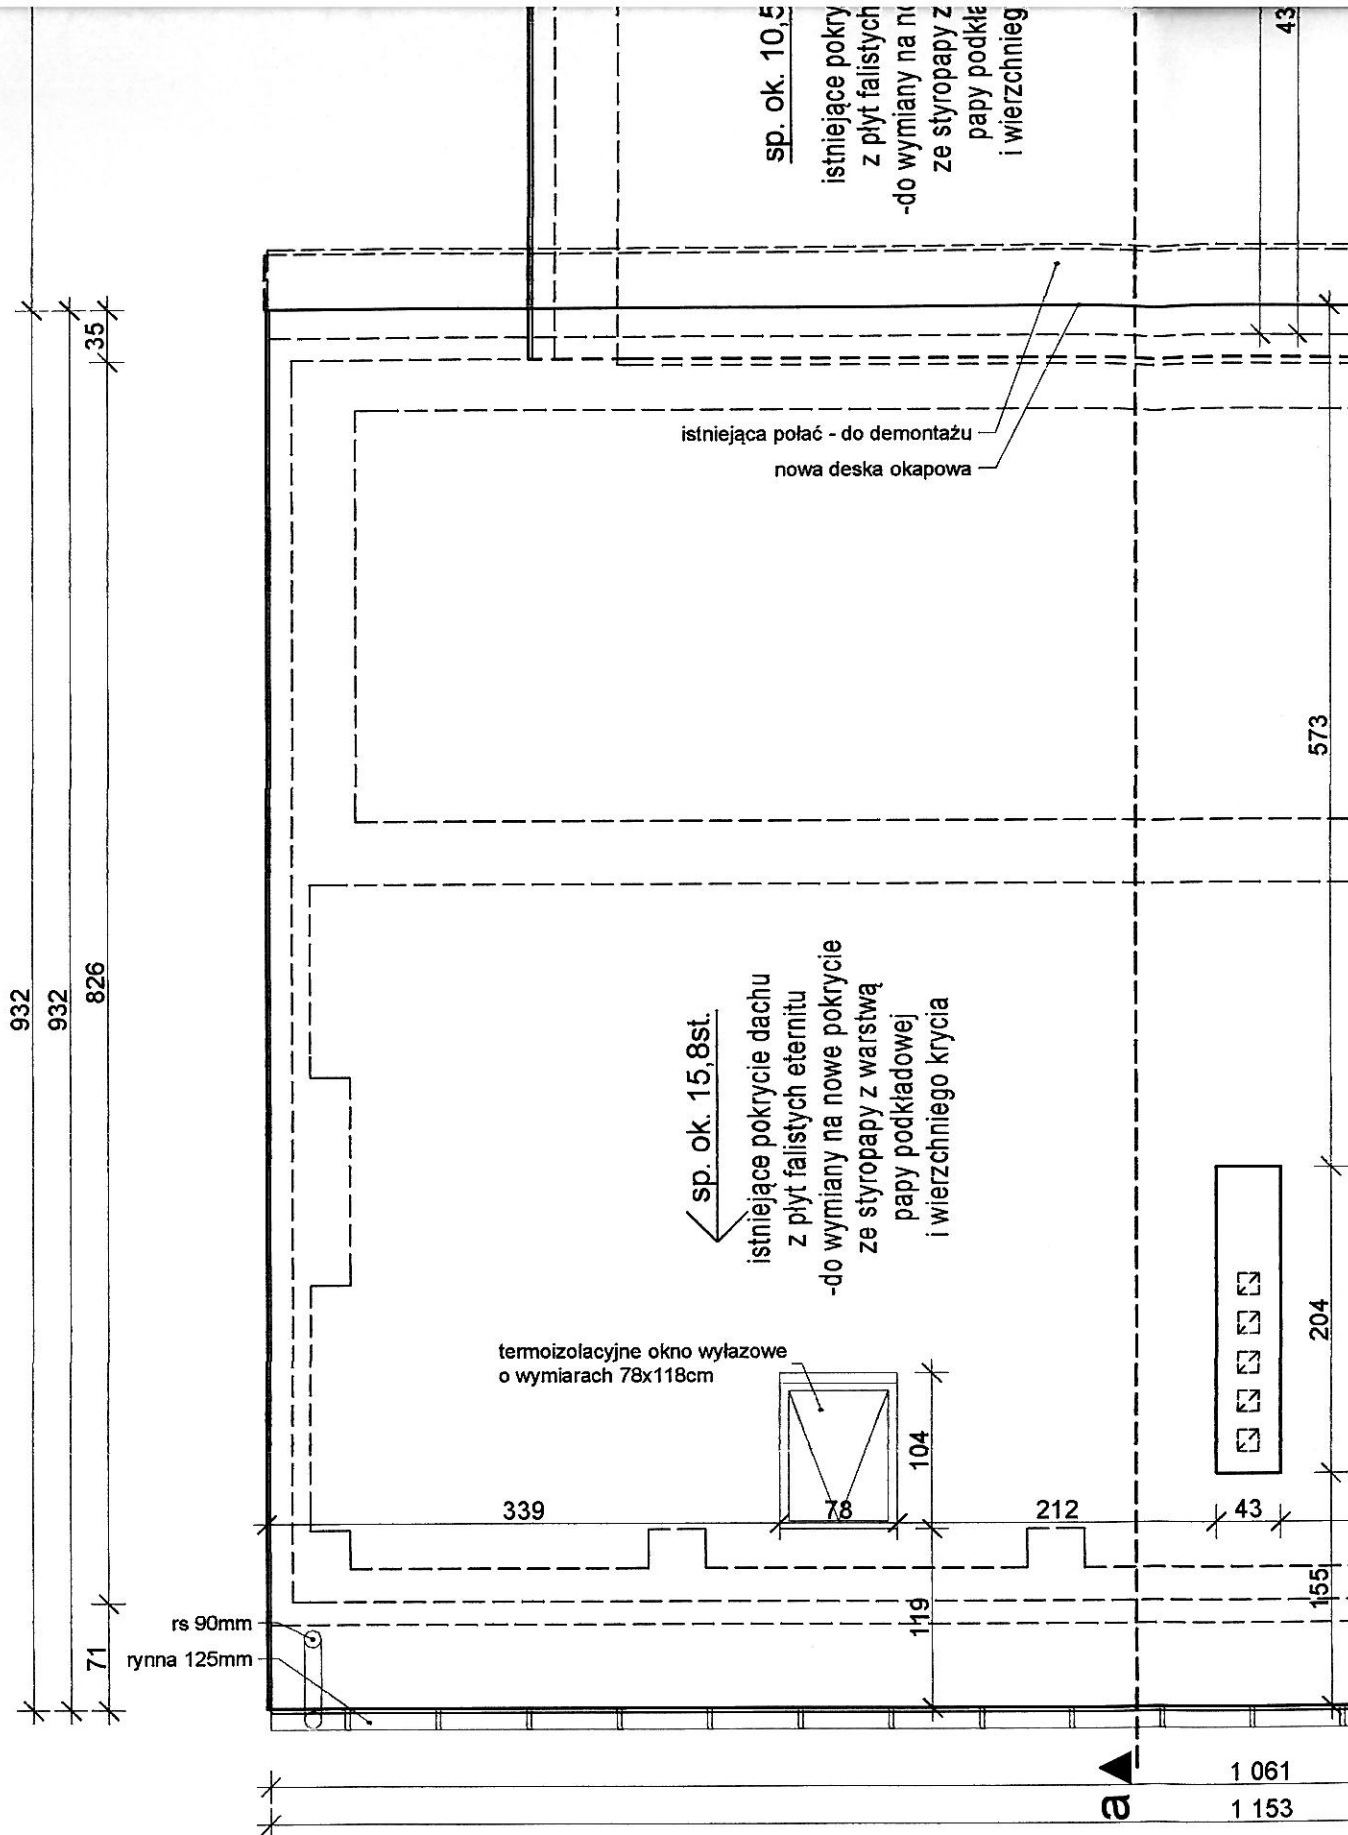 sp. ok. 10,5
istniejące pokry
z płyt falistych
-do wymiany na no
ze styropapy z
papy podkła
i wierzchnieg
43
35
istniejąca połać - do demontażu
nowa deska okapowa
573
932
932
826
sp. ok. 15,8st.
istniejące pokrycie dachu
z płyt falistych eternitu
-do wymiany na nowe pokrycie
ze styropapy z warstwą
papy podkładowej
i wierzchniego krycia
204
termoizolacyjne okno wyłazowe
o wymiarach 78x118cm
104
339
78
212
43
155
119
rs 90mm
rynna 125mm
71
a
1 061
1 153